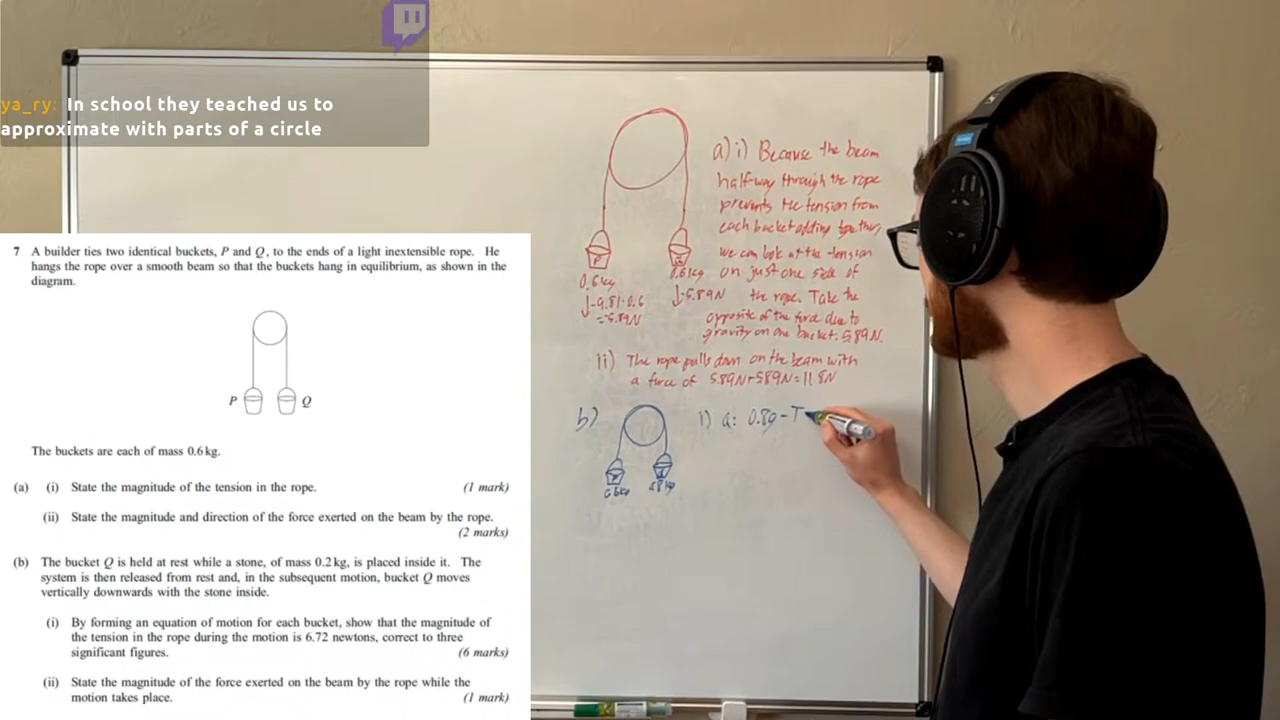 ya_ry: In school they taught us to
approximate with parts of a circle
7 A builder ties two identical buckets, P and Q, to the ends of a light inextensible rope. He
hangs the rope over a smooth beam so that the buckets hang in equilibrium, as shown in the
diagram.
P Q
The buckets are each of mass 0.6 kg.
(a) (i) State the magnitude of the tension in the rope. (1 mark)
(ii) State the magnitude and direction of the force exerted on the beam by the rope.
(2 marks)
(b) The bucket Q is held at rest while a stone, of mass 0.2 kg, is placed inside it. The
system is then released from rest and, in the subsequent motion, bucket Q moves
vertically downwards with the stone inside.
(i) By forming an equation of motion for each bucket, show that the magnitude of
the tension in the rope during the motion is 6.72 newtons, correct to three
significant figures. (6 marks)
(ii) State the magnitude of the force exerted on the beam by the rope while the
motion takes place. (1 mark)
P Q
0.6kg 0.6kg
↓-9.81·0.6 ↓-5.89N
=-5.89N
a) i) Because the beam
half-way through the rope
prevents the tension from
each bucket adding together,
we can look at the tension
on just one side of
the rope. Take the
opposite of the force due to
gravity on one bucket: 5.89N.
ii) The rope pulls down on the beam with
a force of 5.89N+5.89N=11.8N
b) i) Q: 0.8g-T
P Q
0.6kg 0.8kg